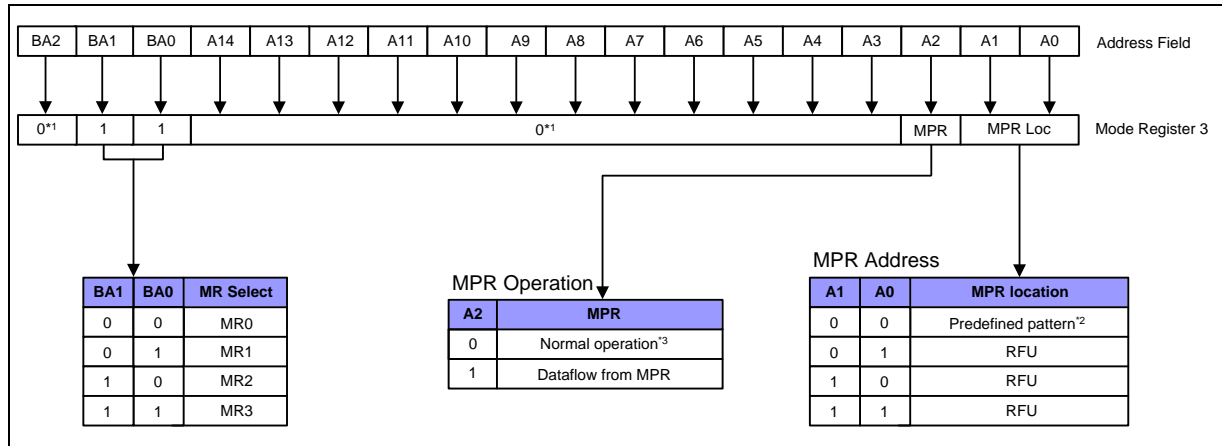 BA2 BA1 BA0 A14 A13 A12 A11 A10 A9 A8 A7 A6 A5 A4 A3 A2 A1 A0 Address Field
0*1 1 1 0*1 MPR MPR Loc Mode Register 3
MPR Operation
MPR Address
BA1 BA0 MR Select
0 0 MR0
0 1 MR1
1 0 MR2
1 1 MR3
A2 MPR
0 Normal operation*3
1 Dataflow from MPR
A1 A0 MPR location
0 0 Predefined pattern*2
0 1 RFU
1 0 RFU
1 1 RFU